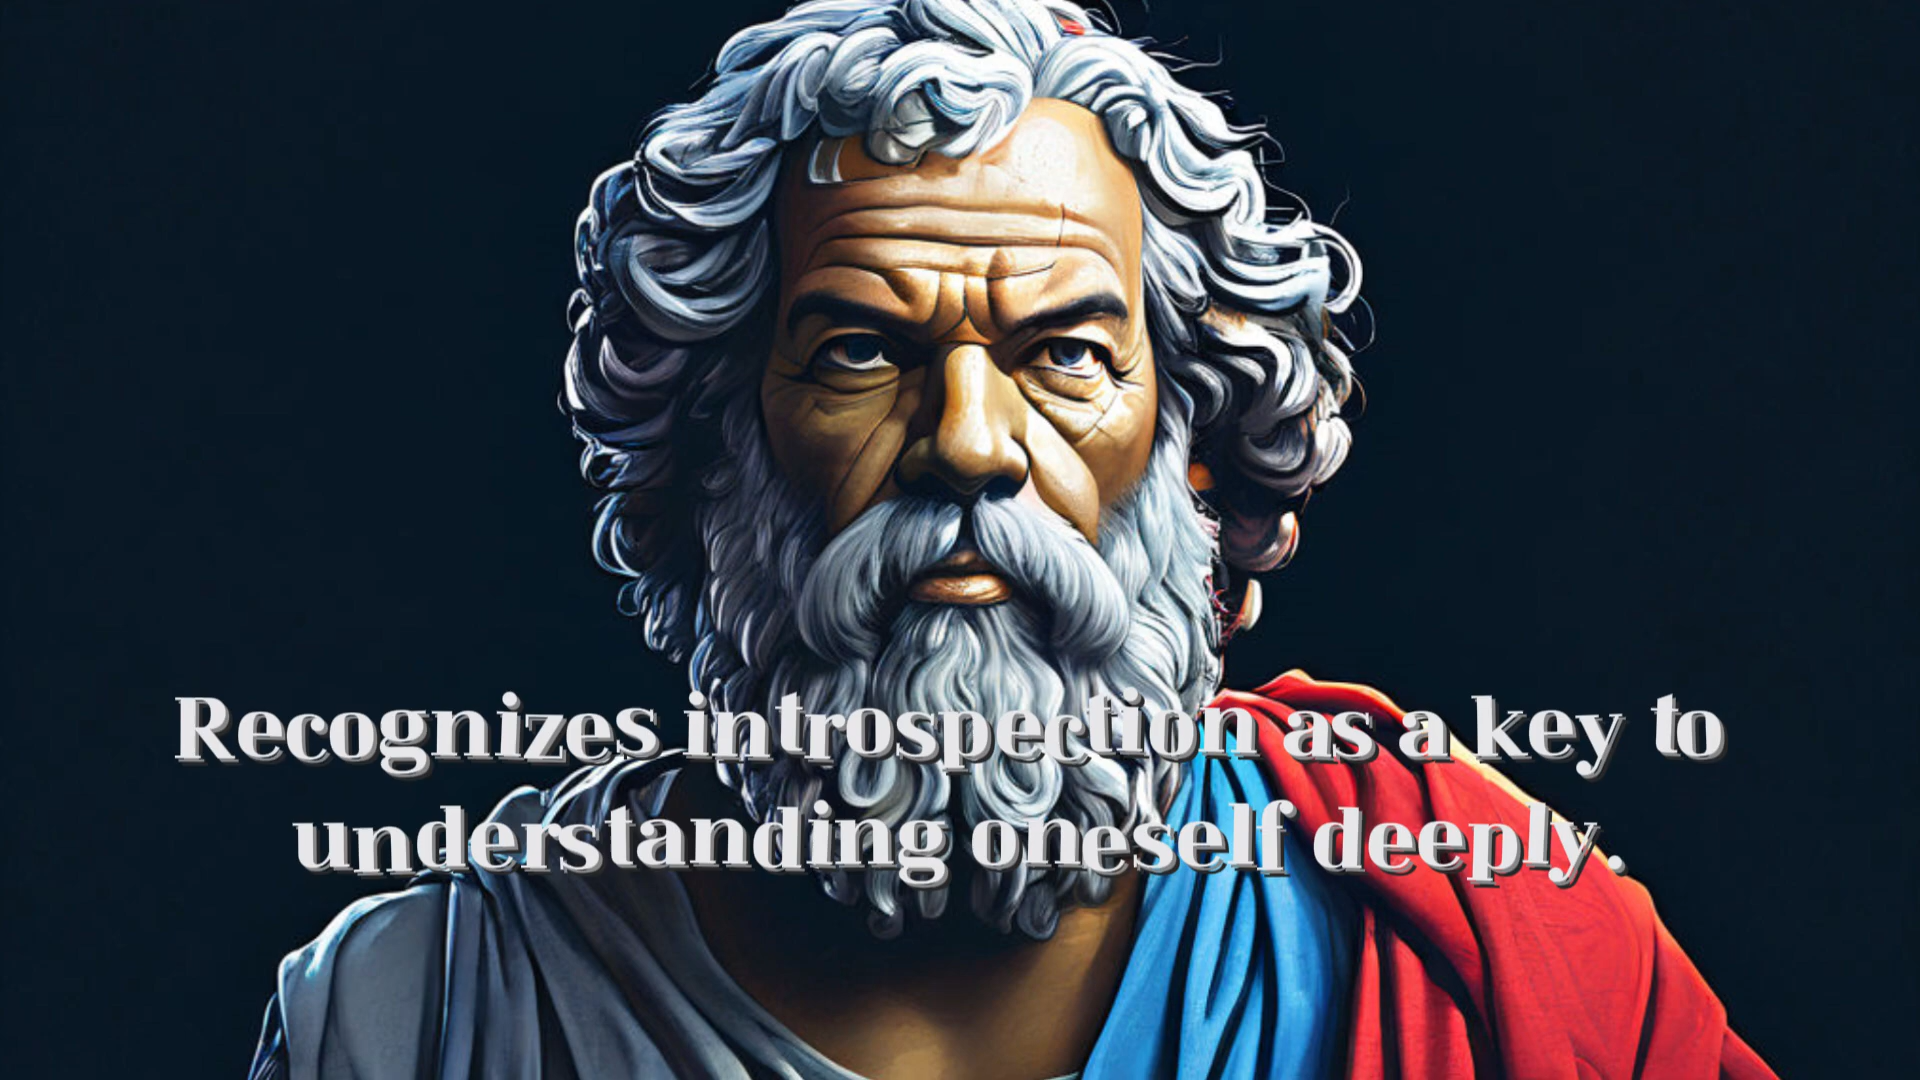 Recognizes introspection as a key to
understanding oneself deeply.